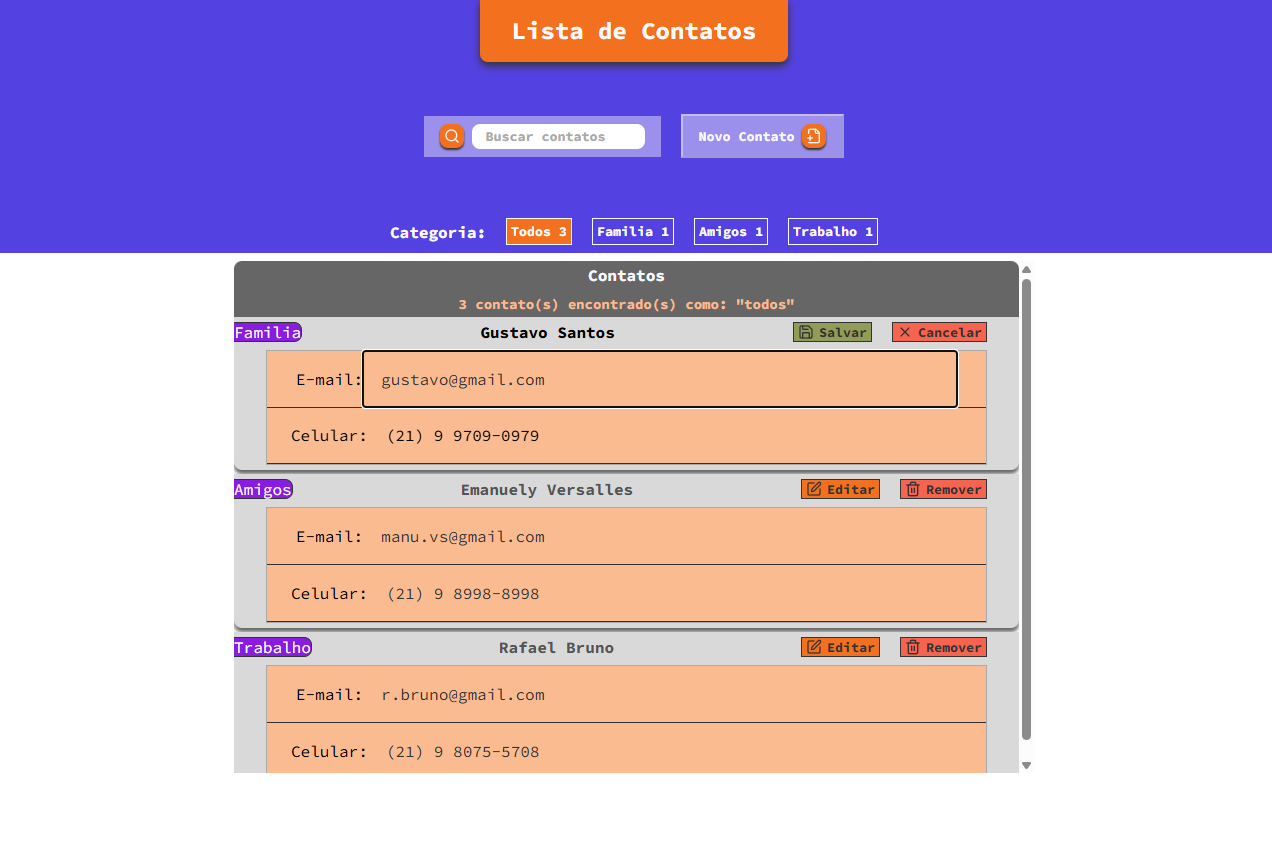 Lista de Contatos
Buscar contatos
Novo Contato
Categoria: Todos 3 Familia 1 Amigos 1 Trabalho 1
Contatos
3 contato(s) encontrado(s) como: "todos"
Familia Gustavo Santos Salvar Cancelar
E-mail: gustavo@gmail.com
Celular: (21) 9 9709-0979
Amigos Emanuely Versalles Editar Remover
E-mail: manu.vs@gmail.com
Celular: (21) 9 8998-8998
Trabalho Rafael Bruno Editar Remover
E-mail: r.bruno@gmail.com
Celular: (21) 9 8075-5708